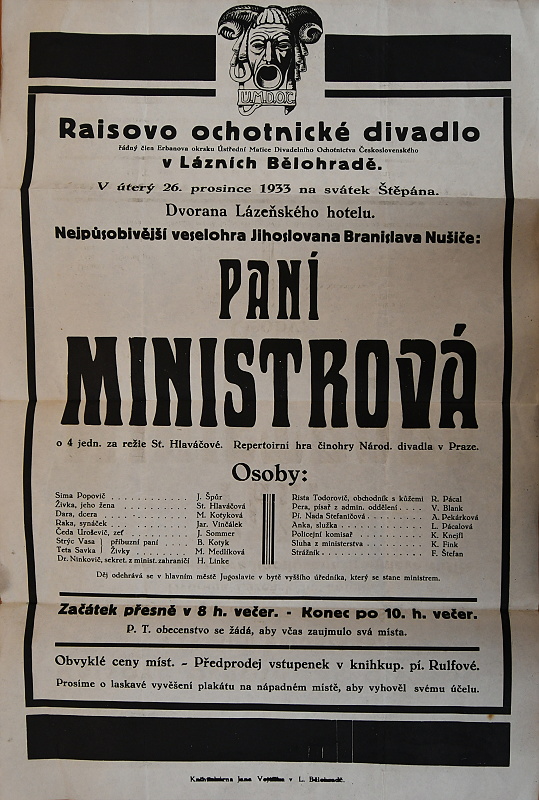 Ú.M.D.O.Č.
Raisovo ochotnické divadlo
řádný člen Erbanova okrsku Ústřední Matice Divadelního Ochotnictva Československého
v Lázních Bělohradě.
V úterý 26. prosince 1933 na svátek Štěpána.
Dvorana Lázeňského hotelu.
Nejpůsobivější veselohra Jihoslovana Branislava Nušiče:
PANÍ
MINISTROVÁ
o 4 jedn. za režie St. Hlaváčové. Repertoirní hra činohry Národ. divadla v Praze.
Osoby:
Sima Popovič . . . . . . . . . . . J. Špůr
Živka, jeho žena . . . . . . . . . St. Hlaváčová
Dara, dcera . . . . . . . . . . . M. Kotyková
Raka, synáček . . . . . . . . . . Jar. Vinčálek
Čeda Uroševič, zeť . . . . . . . . J. Sommer
Strýc Vasa } příbuzní paní . . . . B. Kotyk
Teta Savka } Živky . . . . . . . . M. Medlíková
Dr. Ninkovič, sekret. z minist. zahraničí H. Linke
Rista Todorovič, obchodník s kůžemi R. Pácal
Pera, písař z admin. oddělení . . . . V. Blank
Pí. Nada Stefaničová . . . . . . . A. Pekárková
Anka, služka . . . . . . . . . . . L. Pácalová
Policejní komisař . . . . . . . . . K. Knejfl
Sluha z ministerstva . . . . . . . K. Fink
Strážník . . . . . . . . . . . . . F. Štefan
Děj odehrává se v hlavním městě Jugoslavie v bytě vyššího úředníka, který se stane ministrem.
Začátek přesně v 8 h. večer. - Konec po 10. h. večer.
P. T. obecenstvo se žádá, aby včas zaujmulo svá místa.
Obvyklé ceny míst. - Předprodej vstupenek v knihkup. pí. Rulfové.
Prosíme o laskavé vyvěšení plakátu na nápadném místě, aby vyhověl svému účelu.
Knihtiskárna Jana v L. Bělohradě.